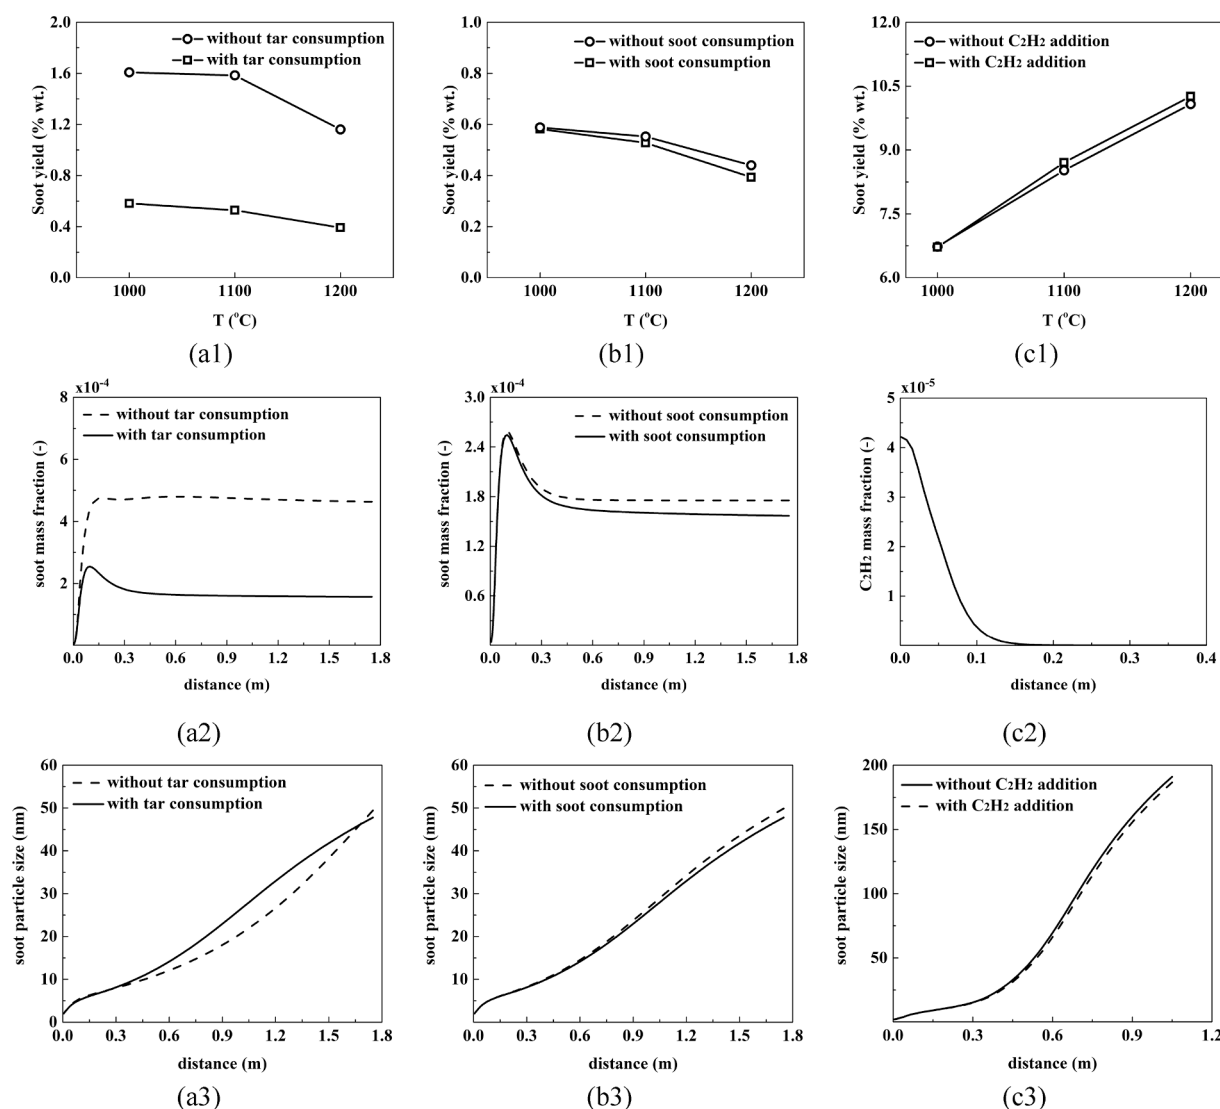 2.0
1.6
1.2
0.8
0.4
0.0
Soot yield (% wt.)
without tar consumption
with tar consumption
1000 1100 1200
T (°C)
(a1)
1.0
0.8
0.6
0.4
0.2
0.0
Soot yield (% wt.)
without soot consumption
with soot consumption
1000 1100 1200
T (°C)
(b1)
12.0
10.5
9.0
7.5
6.0
Soot yield (% wt.)
without C2H2 addition
with C2H2 addition
1000 1100 1200
T (°C)
(c1)
x10-4
8
6
4
2
soot mass fraction (-)
without tar consumption
with tar consumption
0.0 0.3 0.6 0.9 1.2 1.5 1.8
distance (m)
(a2)
x10-4
3.0
2.4
1.8
1.2
0.6
soot mass fraction (-)
without soot consumption
with soot consumption
0.0 0.3 0.6 0.9 1.2 1.5 1.8
distance (m)
(b2)
x10-5
5
4
3
2
1
C2H2 mass fraction (-)
0.0 0.1 0.2 0.3 0.4
distance (m)
(c2)
60
50
40
30
20
10
0
soot particle size (nm)
without tar consumption
with tar consumption
0.0 0.3 0.6 0.9 1.2 1.5 1.8
distance (m)
(a3)
60
50
40
30
20
10
0
soot particle size (nm)
without soot consumption
with soot consumption
0.0 0.3 0.6 0.9 1.2 1.5 1.8
distance (m)
(b3)
200
150
100
50
0
soot particle size (nm)
without C2H2 addition
with C2H2 addition
0.0 0.3 0.6 0.9 1.2
distance (m)
(c3)